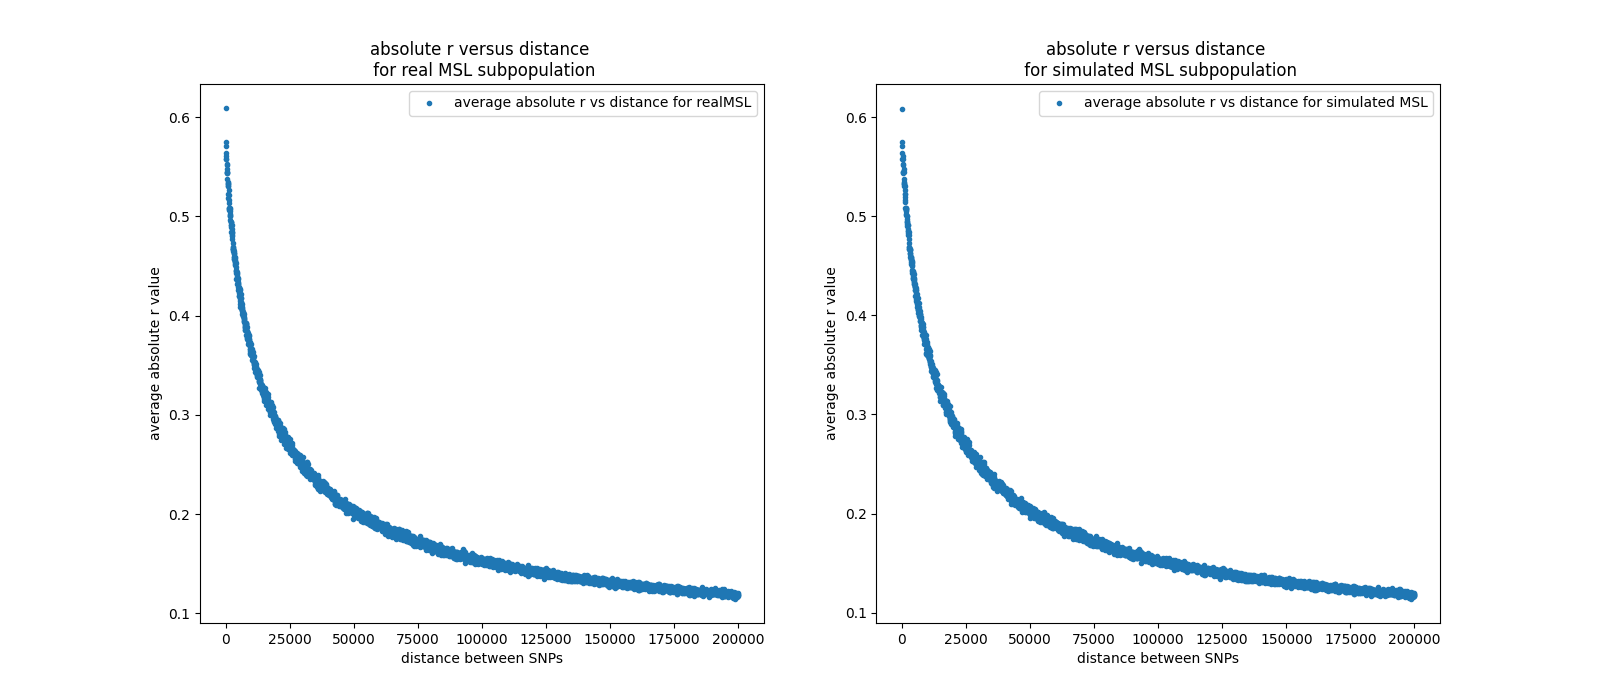 absolute r versus distance
for real MSL subpopulation
average absolute r vs distance for realMSL
0.6
0.5
0.4
0.3
0.2
0.1
average absolute r value
0 25000 50000 75000 100000 125000 150000 175000 200000
distance between SNPs
absolute r versus distance
for simulated MSL subpopulation
average absolute r vs distance for simulated MSL
0.6
0.5
0.4
0.3
0.2
0.1
average absolute r value
0 25000 50000 75000 100000 125000 150000 175000 200000
distance between SNPs